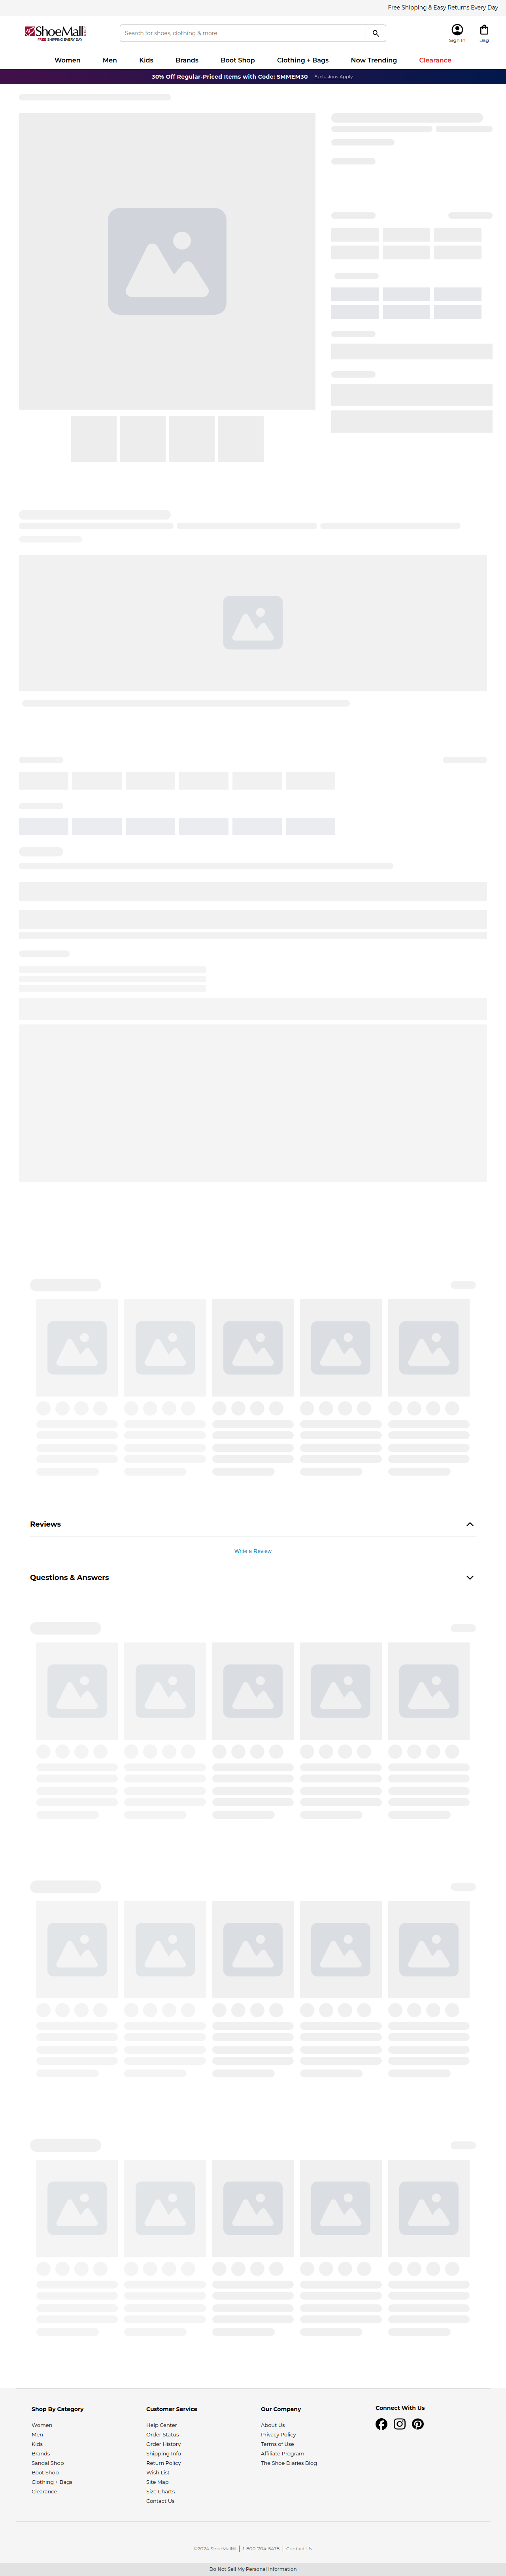 Free Shipping & Easy Returns Every Day
ShoeMall
FREE SHIPPING EVERY DAY
Search for shoes, clothing & more
Sign In
Bag
Women Men Kids Brands Boot Shop Clothing + Bags Now Trending Clearance
30% Off Regular-Priced Items with Code: SMMEM30 Exclusions Apply
Reviews
Write a Review
Questions & Answers
Shop By Category
Women
Men
Kids
Brands
Sandal Shop
Boot Shop
Clothing + Bags
Clearance
Customer Service
Help Center
Order Status
Order History
Shipping Info
Return Policy
Wish List
Site Map
Size Charts
Contact Us
Our Company
About Us
Privacy Policy
Terms of Use
Affiliate Program
The Shoe Diaries Blog
Connect With Us
©2024 ShoeMall® | 1-800-704-5478 | Contact Us
Do Not Sell My Personal Information